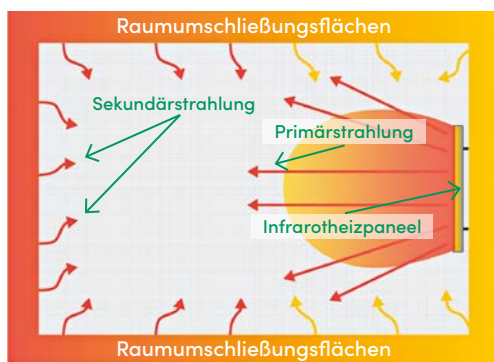 Raumumschließungsflächen
Sekundärstrahlung
Primärstrahlung
Infrarotheizpaneel
Raumumschließungsflächen